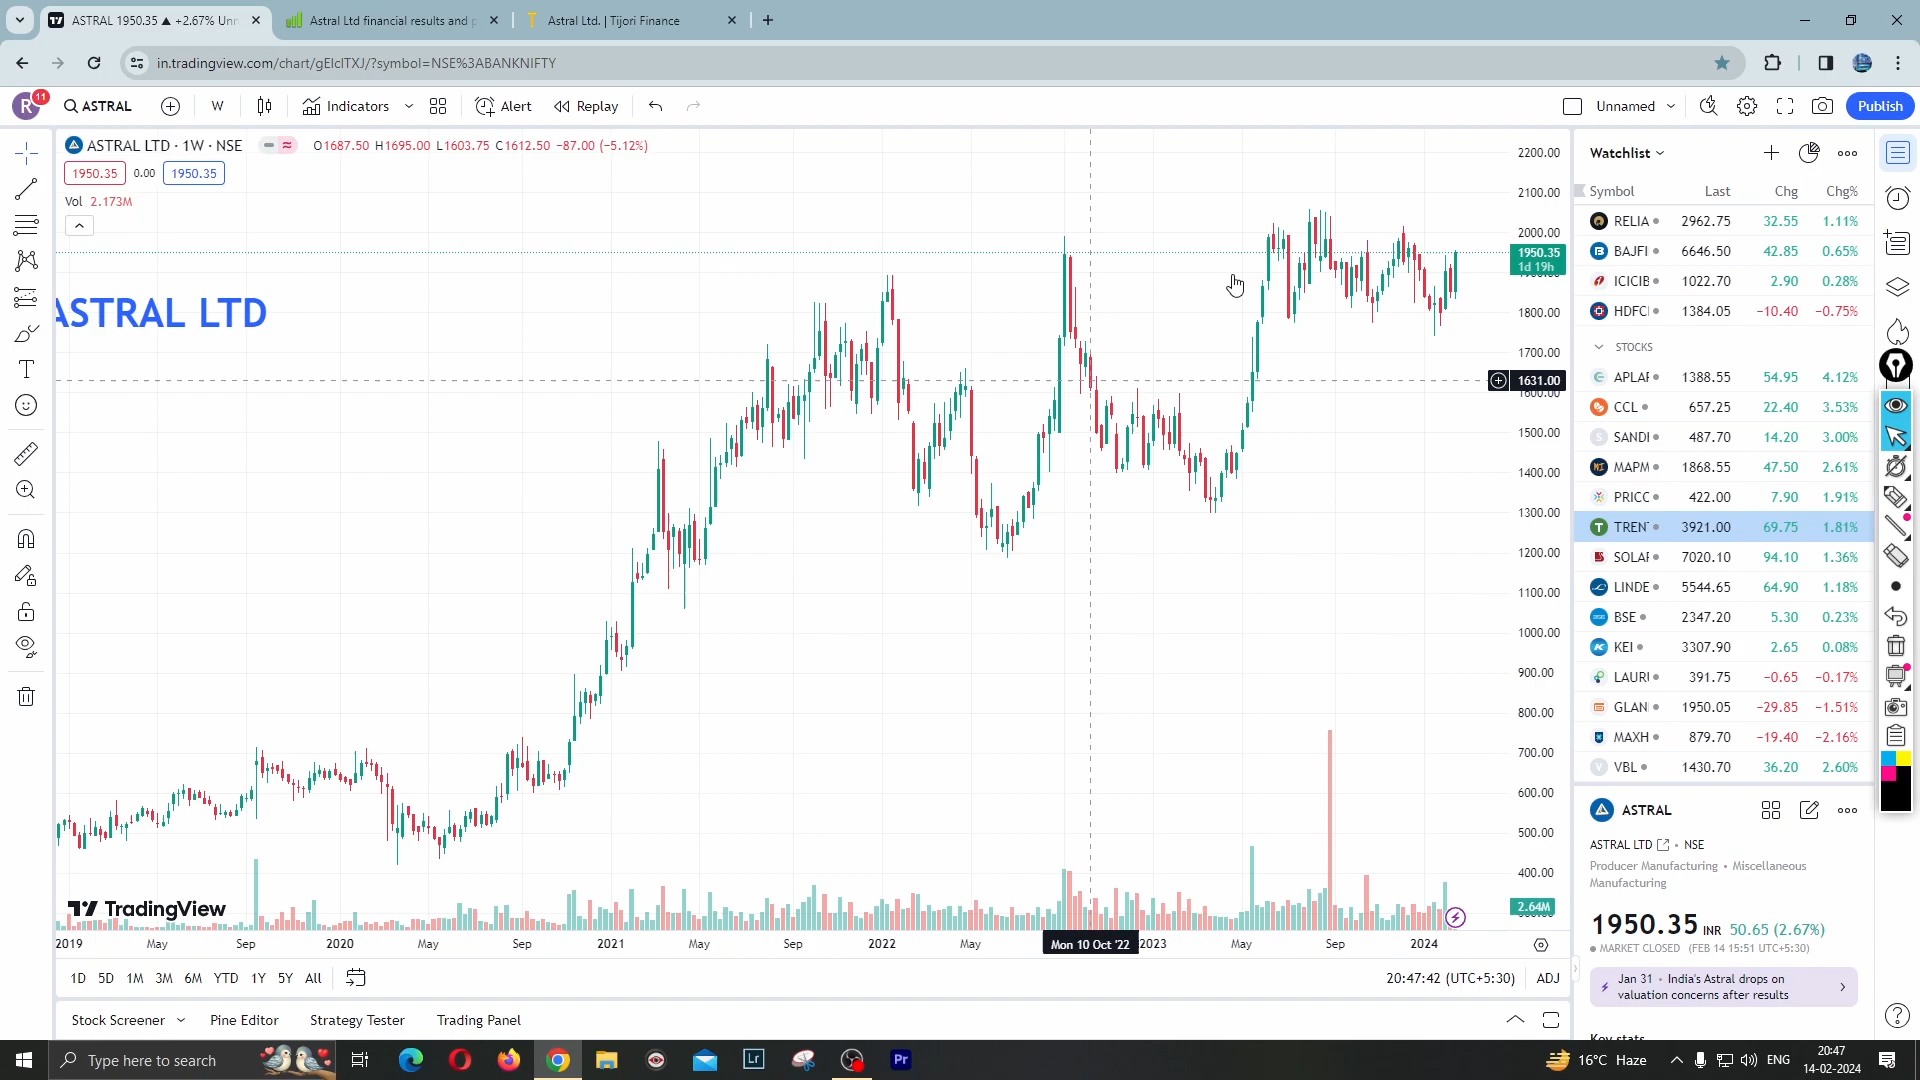 ASTRAL 1950.35 ▲ +2.67% Unn
Astral Ltd financial results and p
Astral Ltd. | Tijori Finance
in.tradingview.com/chart/gEIcITXJ/?symbol=NSE%3ABANKNIFTY
R
11
ASTRAL
W
Indicators
Alert
Replay
Unnamed
Publish
ASTRAL LTD · 1W · NSE
O1687.50 H1695.00 L1603.75 C1612.50 −87.00 (−5.12%)
1950.35
0.00
1950.35
Vol 2.173M
ASTRAL LTD
2200.00
2100.00
2000.00
1950.35
1d 19h
1800.00
1700.00
1631.00
1600.00
1500.00
1400.00
1300.00
1200.00
1100.00
1000.00
900.00
800.00
700.00
600.00
500.00
400.00
2.64M
TradingView
2019
May
Sep
2020
May
Sep
2021
May
Sep
2022
May
Mon 10 Oct '22
2023
May
Sep
2024
1D 5D 1M 3M 6M YTD 1Y 5Y All
20:47:42 (UTC+5:30)
ADJ
Stock Screener
Pine Editor
Strategy Tester
Trading Panel
Watchlist
Symbol Last Chg Chg%
RELIA 2962.75 32.55 1.11%
BAJFI 6646.50 42.85 0.65%
ICICIB 1022.70 2.90 0.28%
HDFCI 1384.05 −10.40 −0.75%
STOCKS
APLAF 1388.55 54.95 4.12%
CCL 657.25 22.40 3.53%
SANDI 487.70 14.20 3.00%
MAPM 1868.55 47.50 2.61%
PRICC 422.00 7.90 1.91%
TRENT 3921.00 69.75 1.81%
SOLAF 7020.10 94.10 1.36%
LINDE 5544.65 64.90 1.18%
BSE 2347.20 5.30 0.23%
KEI 3307.90 2.65 0.08%
LAURI 391.75 −0.65 −0.17%
GLANI 1950.05 −29.85 −1.51%
MAXH 879.70 −19.40 −2.16%
VBL 1430.70 36.20 2.60%
ASTRAL
ASTRAL LTD • NSE
Producer Manufacturing • Miscellaneous
Manufacturing
1950.35 INR 50.65 (2.67%)
MARKET CLOSED (FEB 14 15:51 UTC+5:30)
Jan 31 • India's Astral drops on
valuation concerns after results
Key stats
Type here to search
Lr
Pr
16°C Haze
ENG
20:47
14-02-2024